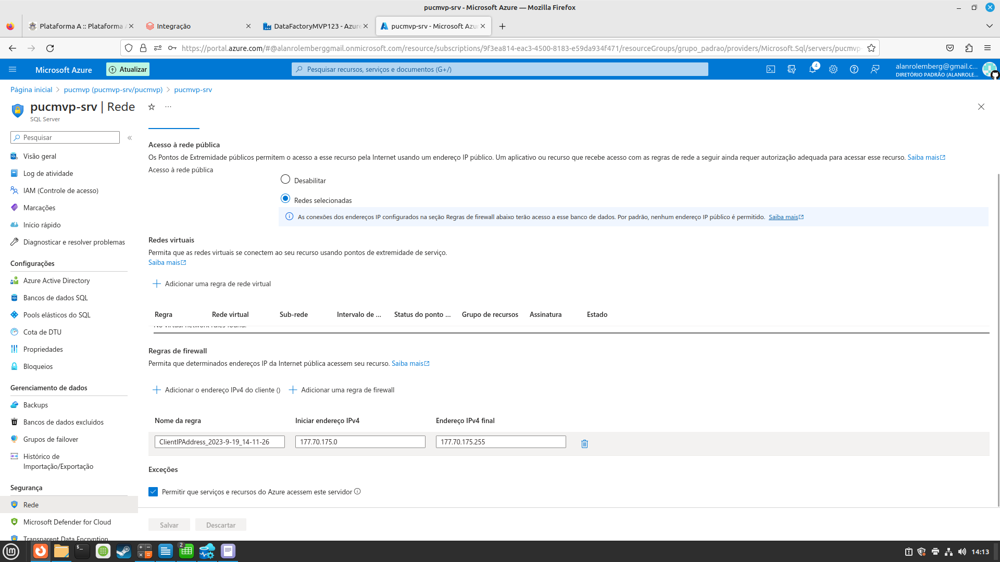 pucmvp-srv - Microsoft Azure — Mozilla Firefox
Plataforma A :: Plataforma
Integração
DataFactoryMVP123 - Azure
pucmvp-srv - Microsoft Azu
https://portal.azure.com/#@alanrolemberggmail.onmicrosoft.com/resource/subscriptions/9f3ea814-eac3-4500-8183-e59da934f471/resourceGroups/grupo_padrao/providers/Microsoft.Sql/servers/pucmvp-
Microsoft Azure
Atualizar
Pesquisar recursos, serviços e documentos (G+/)
4
alanrolemberg@gmail.c...
DIRETÓRIO PADRÃO (ALANROLE...
Página inicial > pucmvp (pucmvp-srv/pucmvp) > pucmvp-srv
pucmvp-srv | Rede
SQL Server
Pesquisar
Visão geral
Log de atividade
IAM (Controle de acesso)
Marcações
Início rápido
Diagnosticar e resolver problemas
Configurações
Azure Active Directory
Bancos de dados SQL
Pools elásticos do SQL
Cota de DTU
Propriedades
Bloqueios
Gerenciamento de dados
Backups
Bancos de dados excluídos
Grupos de failover
Histórico de
Importação/Exportação
Segurança
Rede
Microsoft Defender for Cloud
Transparent Data Encryption
Acesso à rede pública
Os Pontos de Extremidade públicos permitem o acesso a esse recurso pela Internet usando um endereço IP público. Um aplicativo ou recurso que recebe acesso com as regras de rede a seguir ainda requer autorização adequada para acessar esse recurso. Saiba mais
Acesso à rede pública
Desabilitar
Redes selecionadas
As conexões dos endereços IP configurados na seção Regras de firewall abaixo terão acesso a esse banco de dados. Por padrão, nenhum endereço IP público é permitido. Saiba mais
Redes virtuais
Permita que as redes virtuais se conectem ao seu recurso usando pontos de extremidade de serviço.
Saiba mais
Adicionar uma regra de rede virtual
Regra Rede virtual Sub-rede Intervalo de ... Status do ponto ... Grupo de recursos Assinatura Estado
No virtual network rules found.
Regras de firewall
Permita que determinados endereços IP da Internet pública acessem seu recurso. Saiba mais
Adicionar o endereço IPv4 do cliente () Adicionar uma regra de firewall
Nome da regra Iniciar endereço IPv4 Endereço IPv4 final
ClientIPAddress_2023-9-19_14-11-26 177.70.175.0 177.70.175.255
Exceções
Permitir que serviços e recursos do Azure acessem este servidor
Salvar Descartar
2
14:13